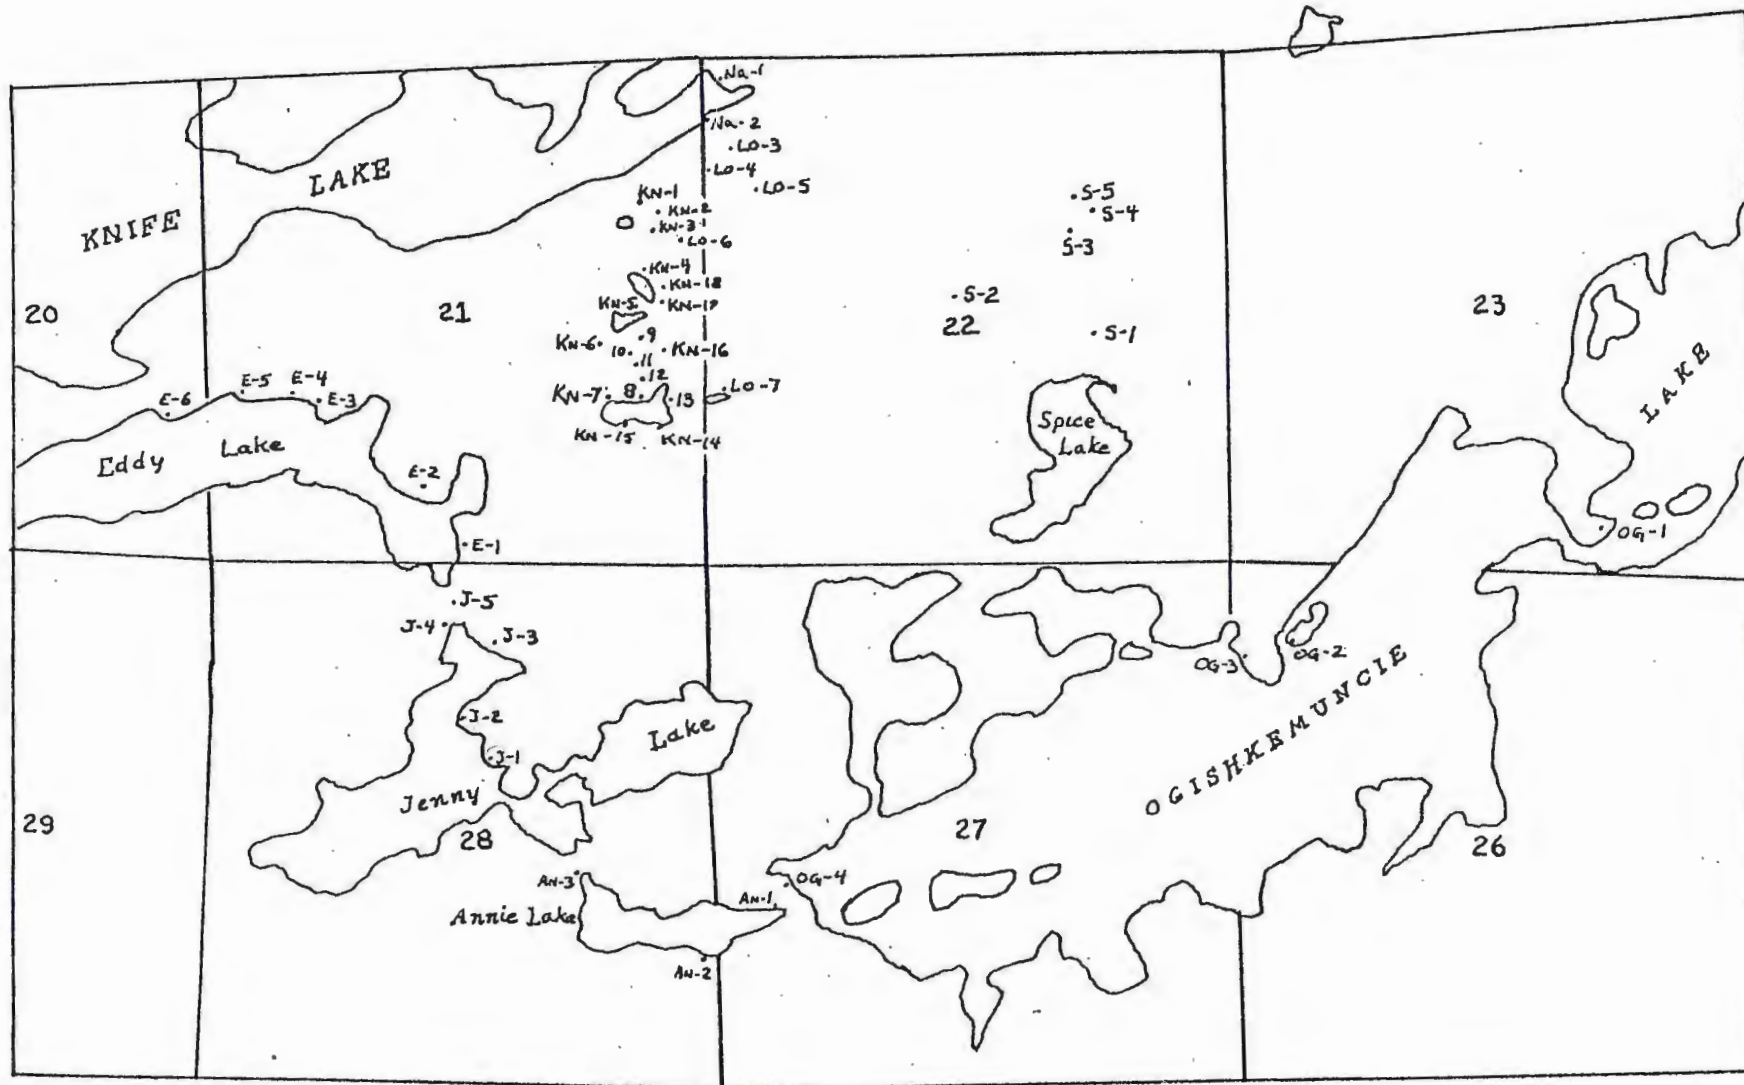 Na-1
Na-2
LO-3
LO-4
LO-5
KNIFE LAKE
KN-1
KN-2
KN-3
LO-6
S-5
S-4
S-3
KN-4
KN-18
KN-17
KN-5
S-2
20
21
22
23
S-1
KN-6
9
10
KN-16
11
12
KN-7
8
13
LO-7
KN-15
KN-14
E-6
E-5
E-4
E-3
Eddy Lake
E-2
E-1
Spice
Lake
LAKE
OG-1
J-5
J-4
J-3
OG-3
OG-2
J-2
J-1
Lake
Jenny
OGISHKEMUNCIE
29
28
27
26
AN-3
AN-1
OG-4
Annie Lake
AN-2